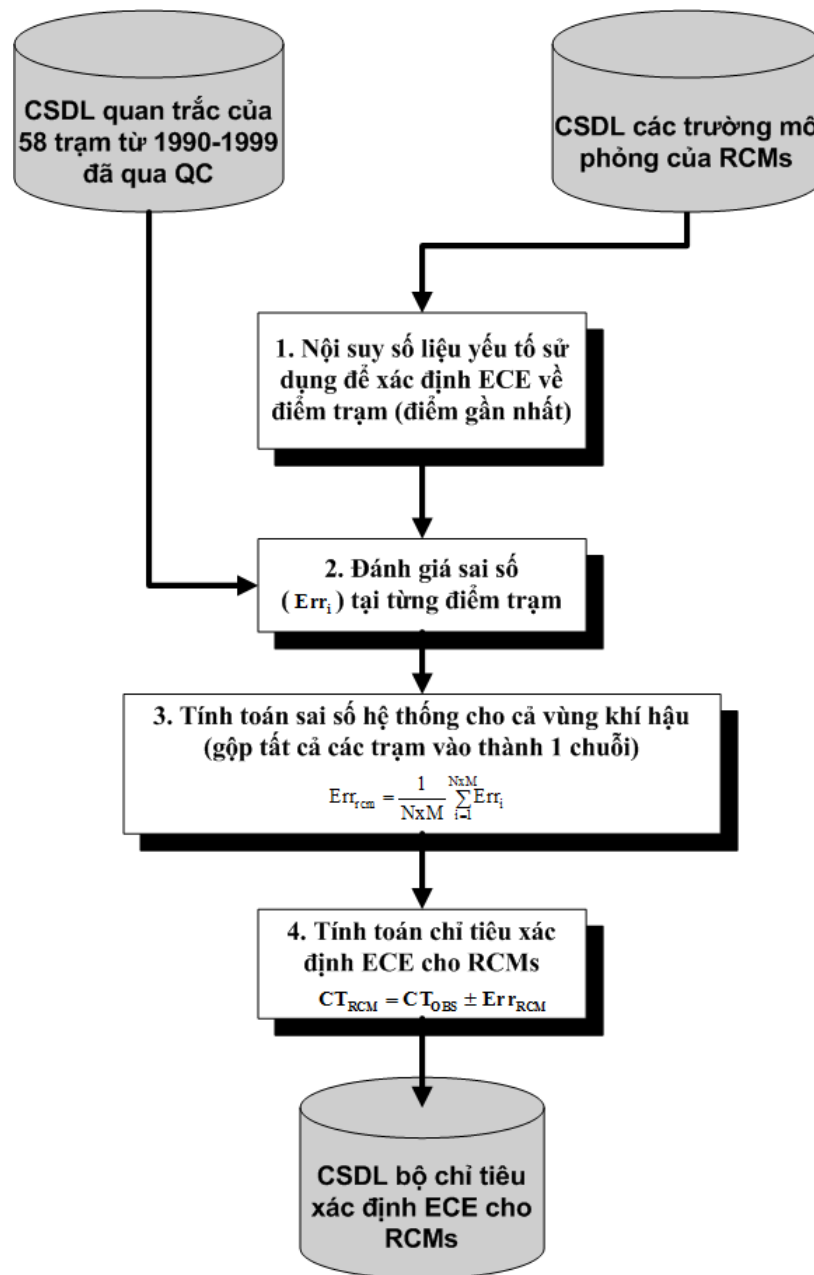 CSDL quan trắc của
58 trạm từ 1990-1999
đã qua QC
CSDL các trường mô
phỏng của RCMs
1. Nội suy số liệu yếu tố sử
dụng để xác định ECE về
điểm trạm (điểm gần nhất)
2. Đánh giá sai số
( Err_i ) tại từng điểm trạm
3. Tính toán sai số hệ thống cho cả vùng khí hậu
(gộp tất cả các trạm vào thành 1 chuỗi)
Err_rcm = 1/NxM ∑_{i=1}^{NxM} Err_i
4. Tính toán chỉ tiêu xác
định ECE cho RCMs
CT_RCM = CT_OBS ± Err_RCM
CSDL bộ chỉ tiêu
xác định ECE cho
RCMs